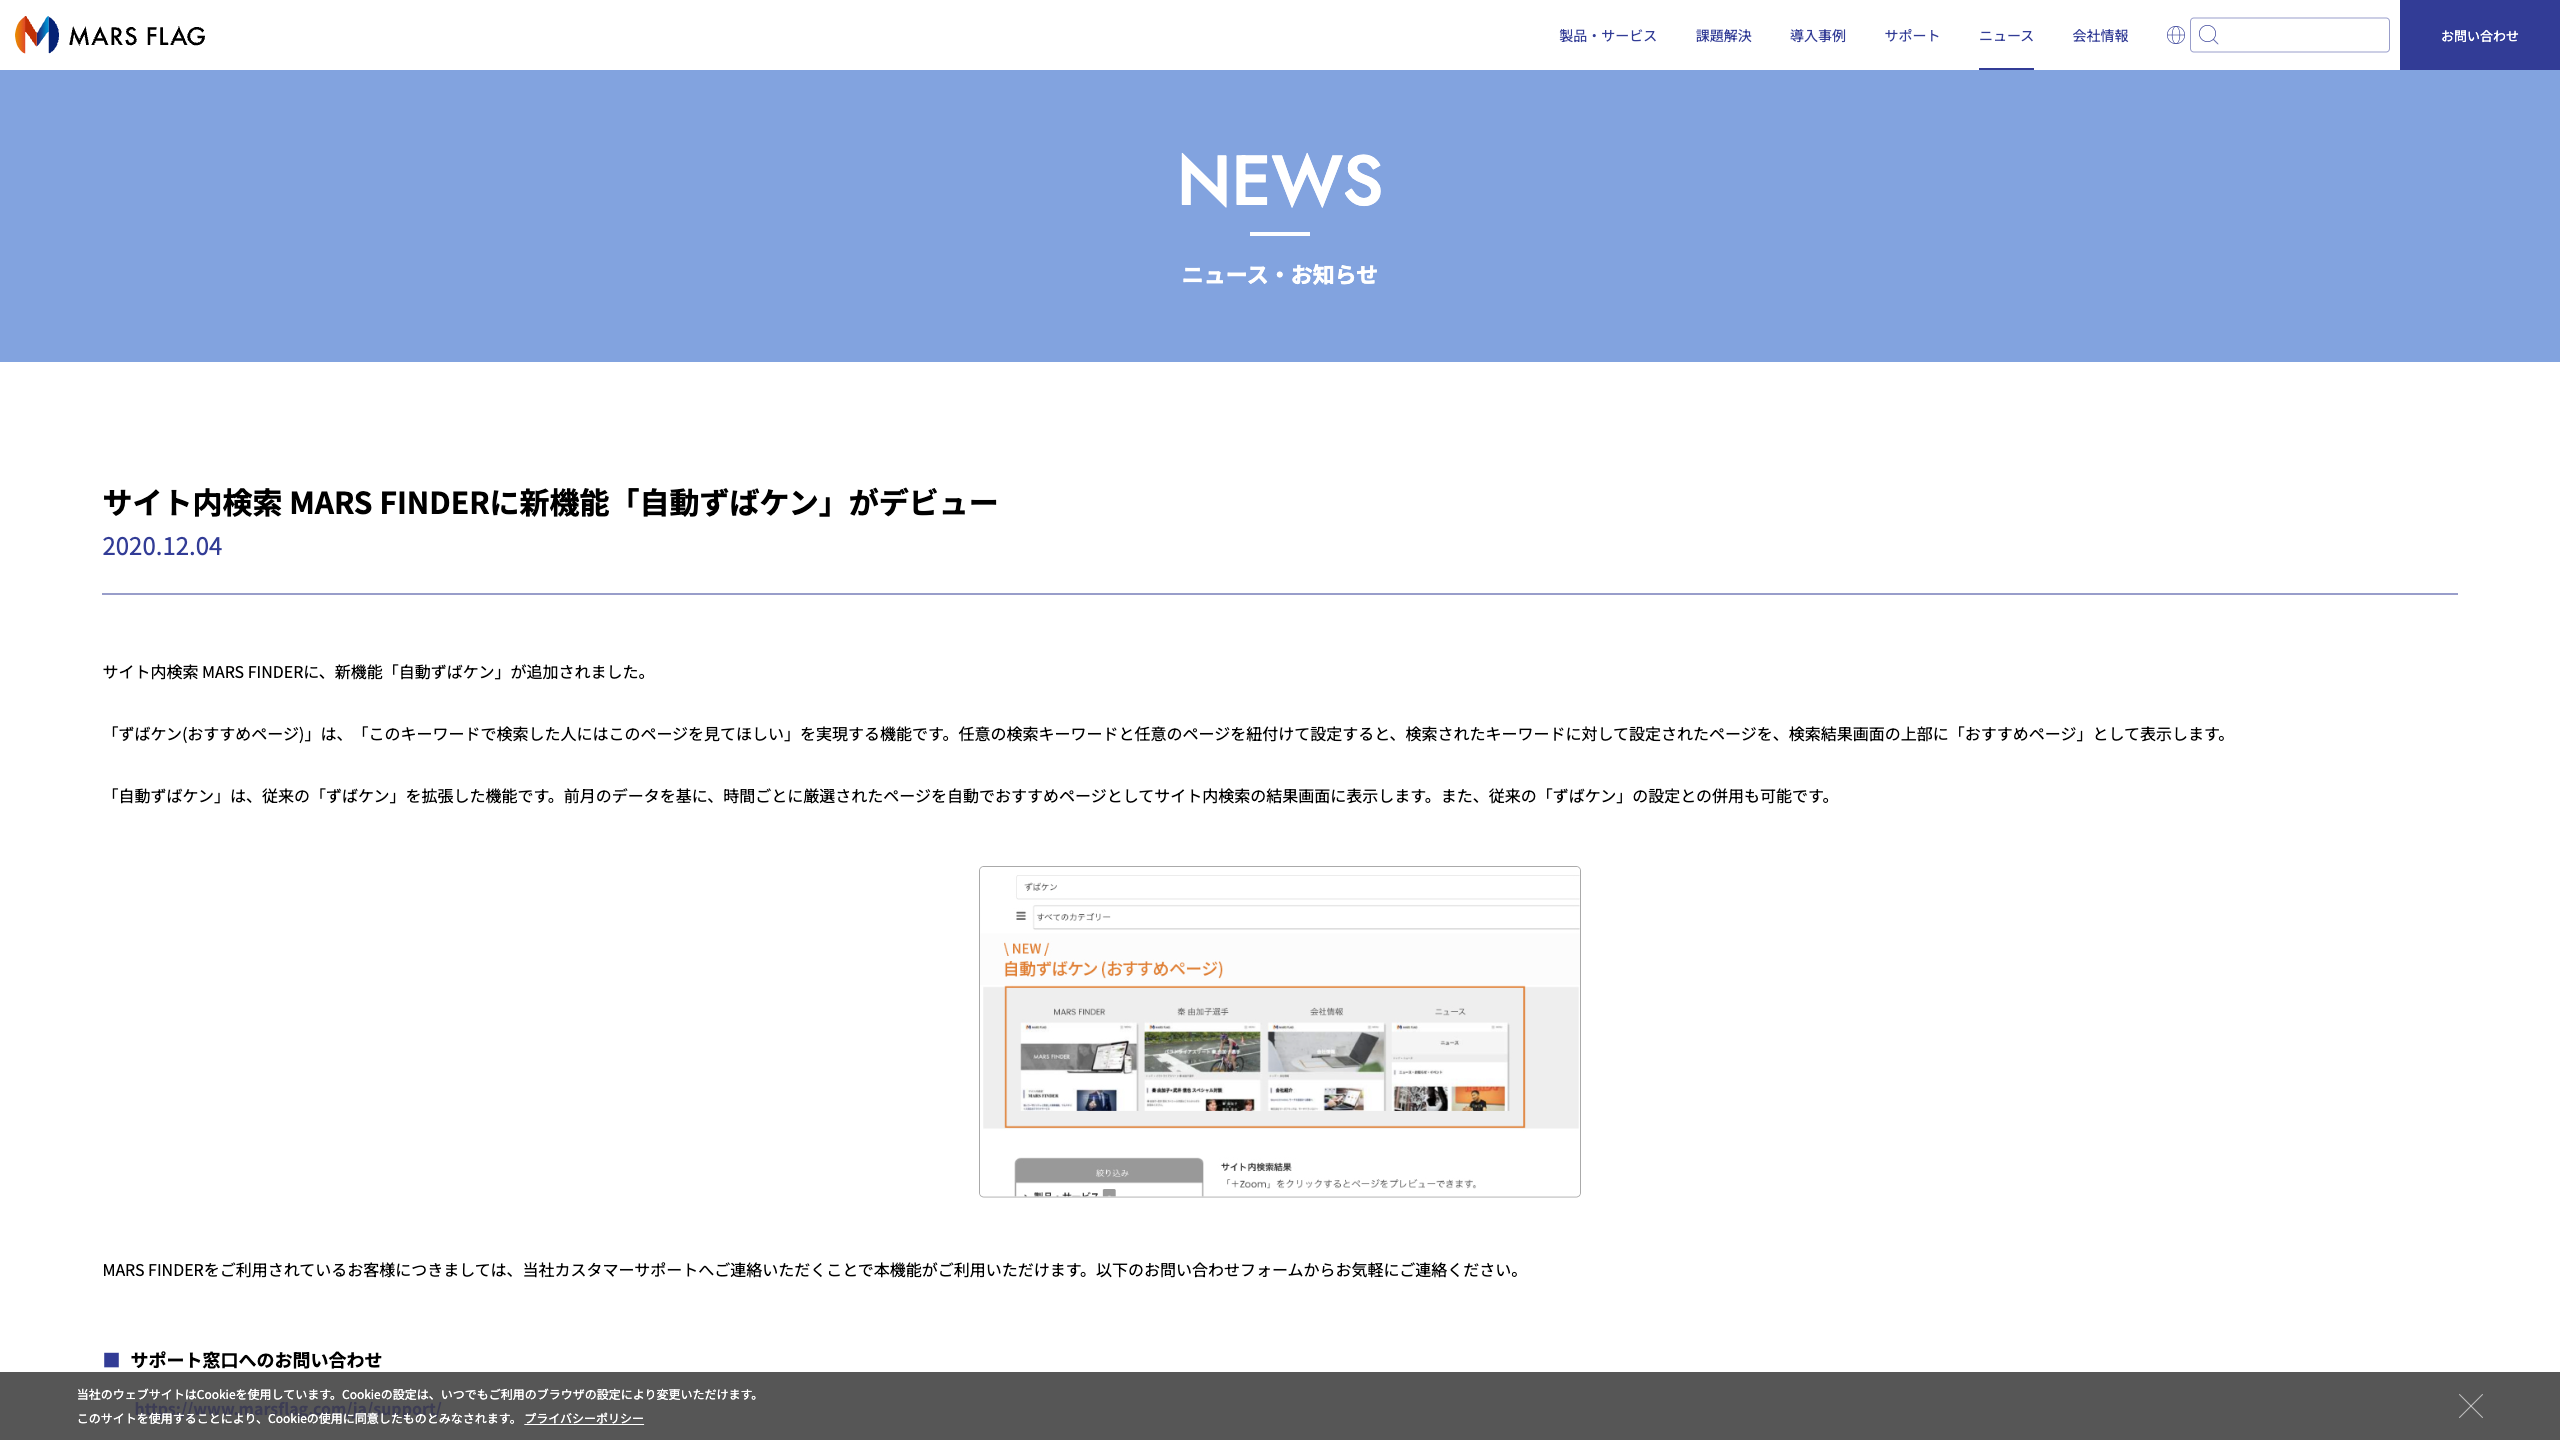 MARS FLAG
製品・サービス
課題解決
導入事例
サポート
ニュース
会社情報
お問い合わせ
NEWS
ニュース・お知らせ
サイト内検索 MARS FINDERに新機能「自動ずばケン」がデビュー
2020.12.04
サイト内検索 MARS FINDERに、新機能「自動ずばケン」が追加されました。
「ずばケン(おすすめページ)」は、「このキーワードで検索した人にはこのページを見てほしい」を実現する機能です。任意の検索キーワードと任意のページを紐付けて設定すると、検索されたキーワードに対して設定されたページを、検索結果画面の上部に「おすすめページ」として表示します。
「自動ずばケン」は、従来の「ずばケン」を拡張した機能です。前月のデータを基に、時間ごとに厳選されたページを自動でおすすめページとしてサイト内検索の結果画面に表示します。また、従来の「ずばケン」の設定との併用も可能です。
ずばケン
すべてのカテゴリー
\ NEW /
自動ずばケン (おすすめページ)
MARS FINDER
秦 由加子選手
会社情報
ニュース
MARS FINDER
ニュース
MARS FINDER
会社紹介
絞り込み
サイト内検索結果
「+Zoom」をクリックするとページをプレビューできます。
製品・サービス
MARS FINDERをご利用されているお客様につきましては、当社カスタマーサポートへご連絡いただくことで本機能がご利用いただけます。以下のお問い合わせフォームからお気軽にご連絡ください。
サポート窓口へのお問い合わせ
https://www.marsflag.com/ja/support/
当社のウェブサイトはCookieを使用しています。Cookieの設定は、いつでもご利用のブラウザの設定により変更いただけます。
このサイトを使用することにより、Cookieの使用に同意したものとみなされます。 プライバシーポリシー